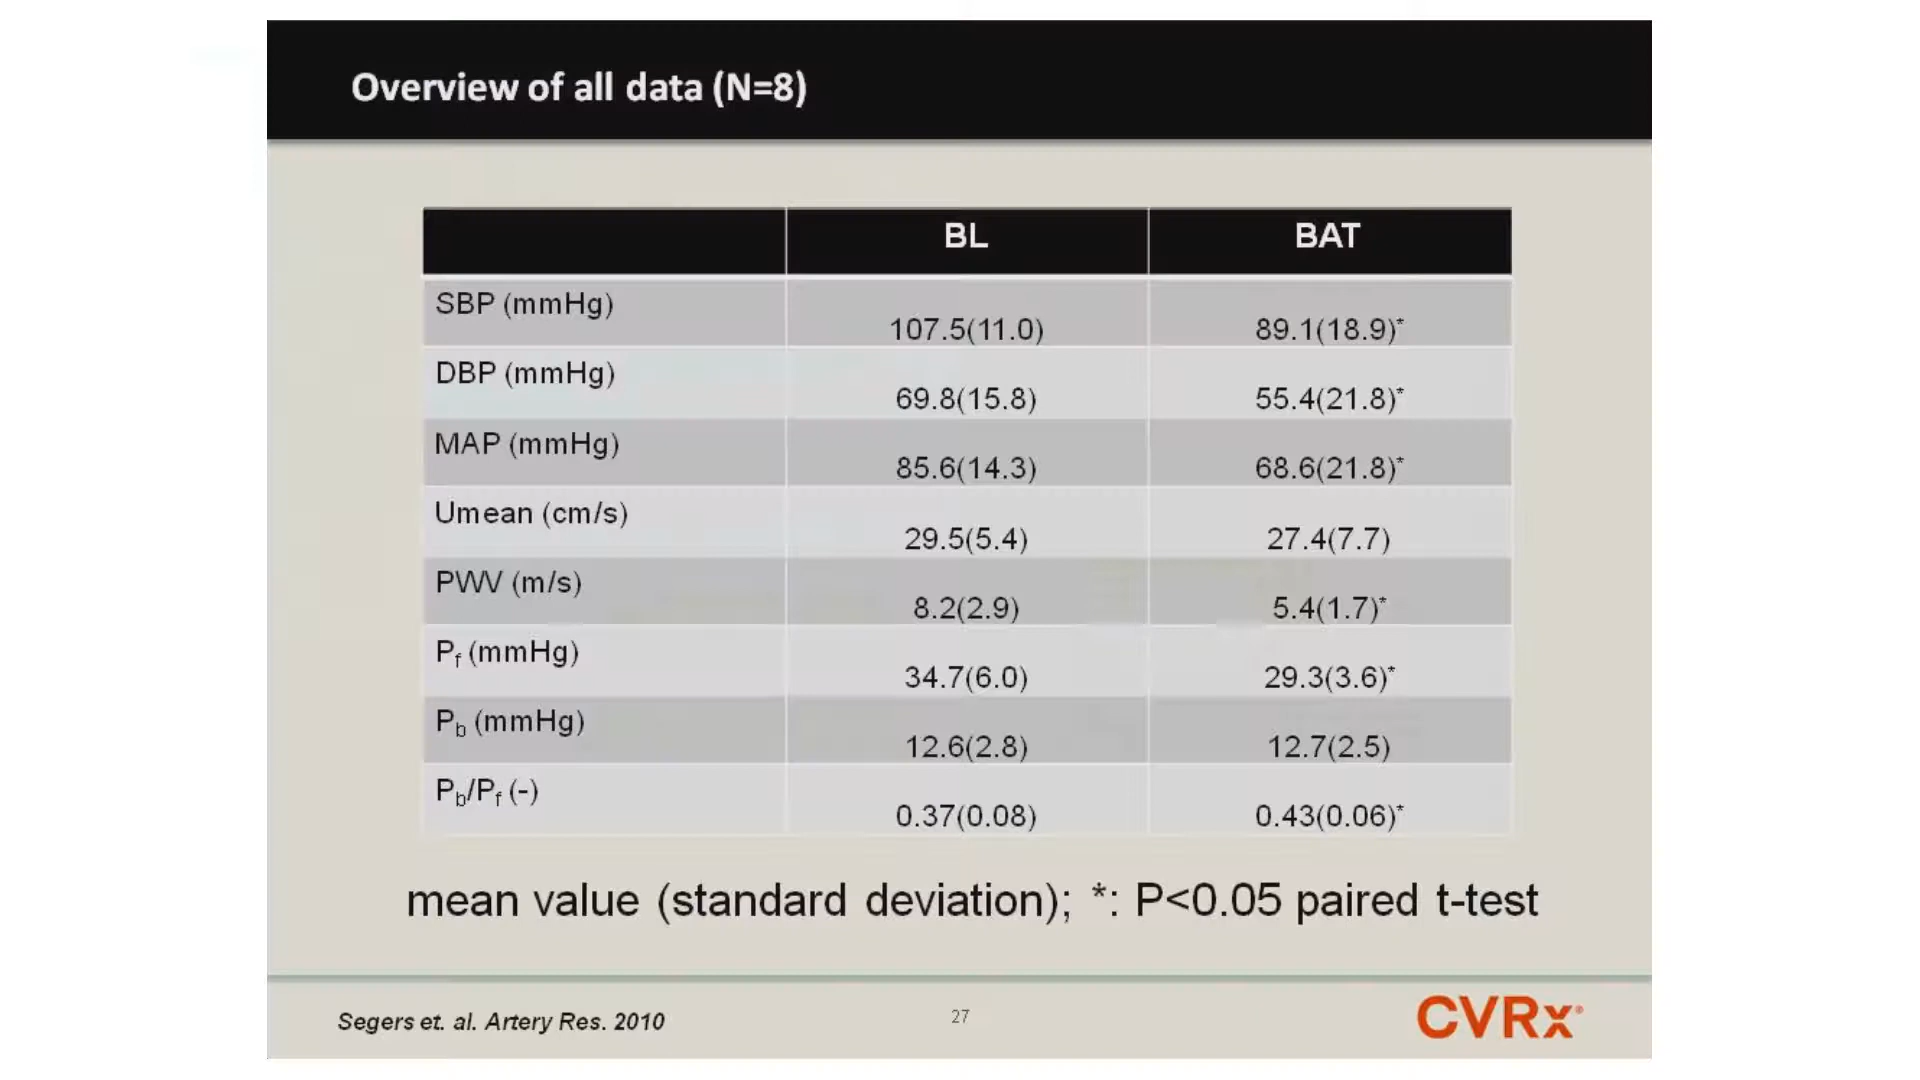 Overview of all data (N=8)
BL BAT
SBP (mmHg) 107.5(11.0) 89.1(18.9)*
DBP (mmHg) 69.8(15.8) 55.4(21.8)*
MAP (mmHg) 85.6(14.3) 68.6(21.8)*
Umean (cm/s) 29.5(5.4) 27.4(7.7)
PWV (m/s) 8.2(2.9) 5.4(1.7)*
Pf (mmHg) 34.7(6.0) 29.3(3.6)*
Pb (mmHg) 12.6(2.8) 12.7(2.5)
Pb/Pf (-) 0.37(0.08) 0.43(0.06)*
mean value (standard deviation); *: P<0.05 paired t-test
Segers et. al. Artery Res. 2010
27
CVRx®